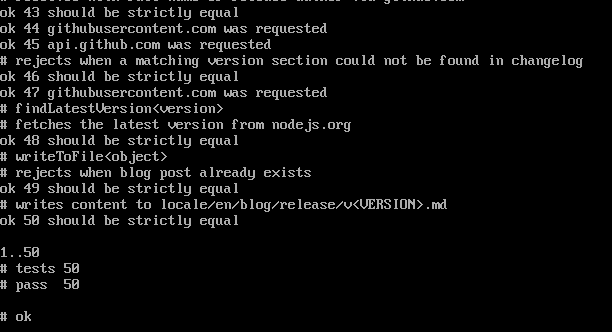 ok 43 should be strictly equal
ok 44 githubusercontent.com was requested
ok 45 api.github.com was requested
# rejects when a matching version section could not be found in changelog
ok 46 should be strictly equal
ok 47 githubusercontent.com was requested
# findLatestVersion<version>
# fetches the latest version from nodejs.org
ok 48 should be strictly equal
# writeToFile<object>
# rejects when blog post already exists
ok 49 should be strictly equal
# writes content to locale/en/blog/release/v<VERSION>.md
ok 50 should be strictly equal
1..50
# tests 50
# pass  50
# ok